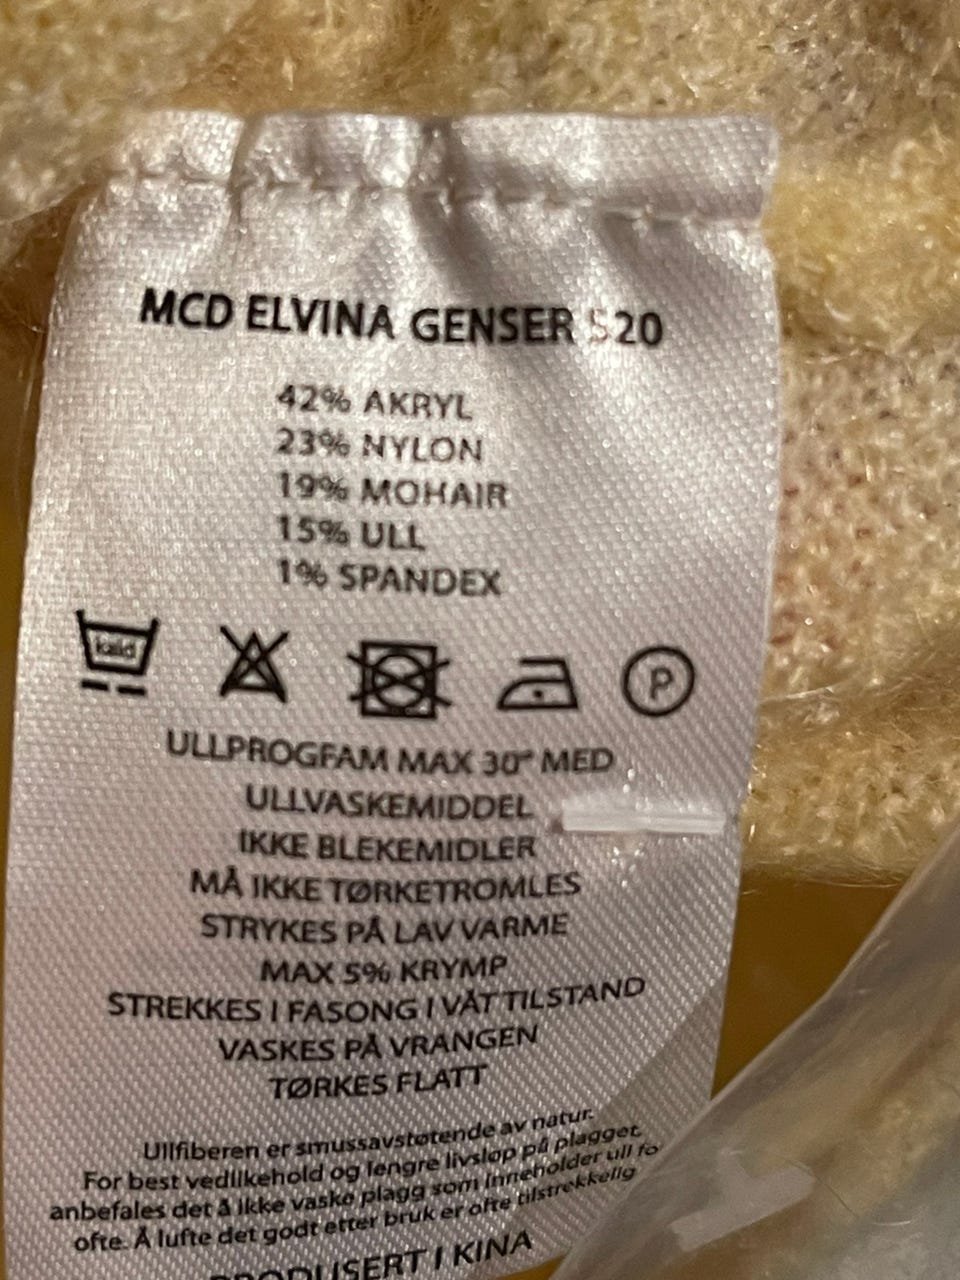 MCD ELVINA GENSER S20
42% AKRYL
23% NYLON
19% MOHAIR
15% ULL
1% SPANDEX
kald
P
ULLPROGFAM MAX 30° MED
ULLVASKEMIDDEL
IKKE BLEKEMIDLER
MÅ IKKE TØRKETROMLES
STRYKES PÅ LAV VARME
MAX 5% KRYMP
STREKKES I FASONG I VÅT TILSTAND
VASKES PÅ VRANGEN
TØRKES FLATT
Ullfiberen er smussavstøtende av natur.
For best vedlikehold og lengre livsløp på plagget,
anbefales det å ikke vaske plagg som inneholder ull fo
ofte. Å lufte det godt etter bruk er ofte tilstrekkelig
PRODUSERT I KINA